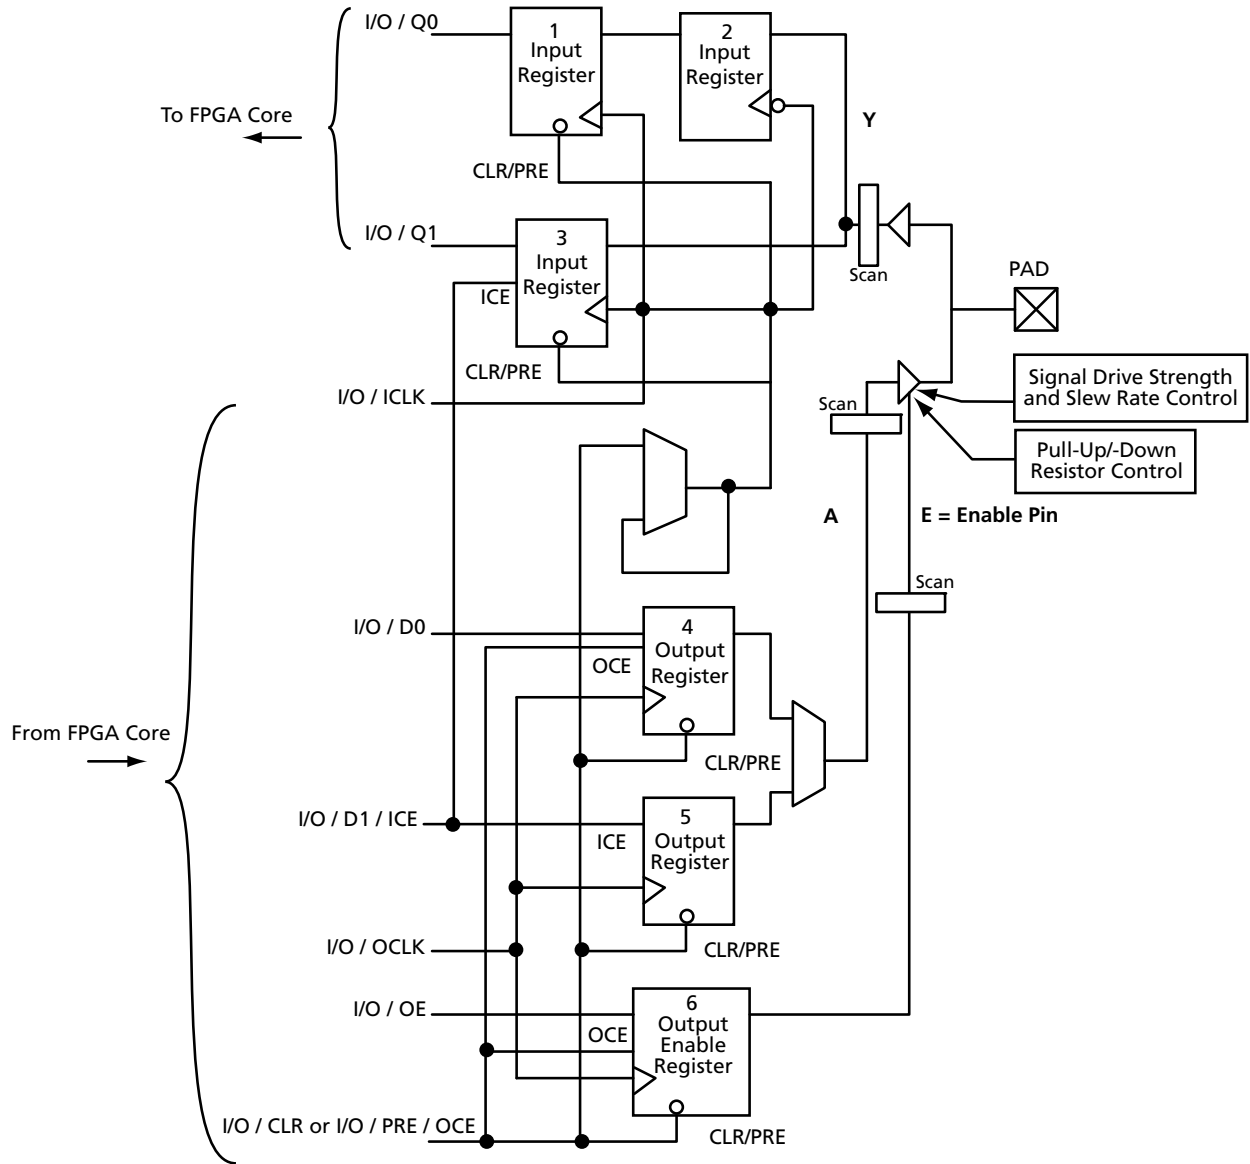 I/O / Q0
1
Input
Register
2
Input
Register
To FPGA Core
Y
CLR/PRE
I/O / Q1
3
Input
Register
ICE
Scan
PAD
CLR/PRE
I/O / ICLK
Signal Drive Strength
and Slew Rate Control
Scan
Pull-Up/-Down
Resistor Control
A
E = Enable Pin
Scan
I/O / D0
4
Output
Register
OCE
From FPGA Core
CLR/PRE
I/O / D1 / ICE
5
Output
Register
ICE
I/O / OCLK
CLR/PRE
I/O / OE
6
Output
Enable
Register
OCE
I/O / CLR or I/O / PRE / OCE
CLR/PRE